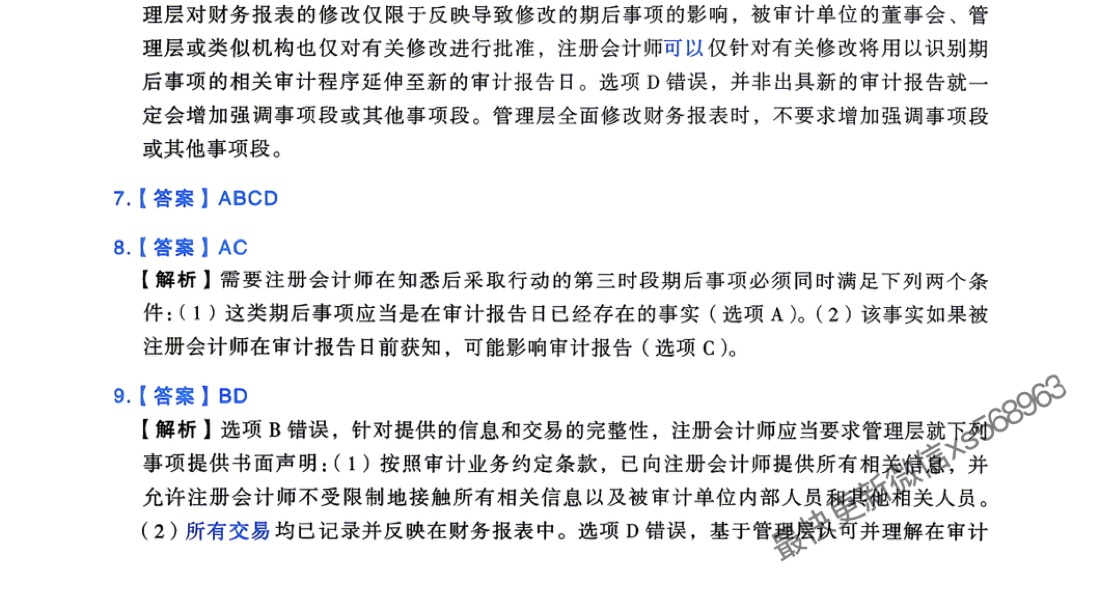 理层对财务报表的修改仅限于反映导致修改的期后事项的影响，被审计单位的董事会、管
理层或类似机构也仅对有关修改进行批准，注册会计师可以仅针对有关修改将用以识别期
后事项的相关审计程序延伸至新的审计报告日。选项 D 错误，并非出具新的审计报告就一
定会增加强调事项段或其他事项段。管理层全面修改财务报表时，不要求增加强调事项段
或其他事项段。
7.【答案】ABCD
8.【答案】AC
【解析】需要注册会计师在知悉后采取行动的第三时段期后事项必须同时满足下列两个条
件：（1）这类期后事项应当是在审计报告日已经存在的事实（选项 A）。（2）该事实如果被
注册会计师在审计报告日前获知，可能影响审计报告（选项 C）。
9.【答案】BD
【解析】选项 B 错误，针对提供的信息和交易的完整性，注册会计师应当要求管理层就下列
事项提供书面声明：（1）按照审计业务约定条款，已向注册会计师提供所有相关信息，并
允许注册会计师不受限制地接触所有相关信息以及被审计单位内部人员和其他相关人员。
（2）所有交易均已记录并反映在财务报表中。选项 D 错误，基于管理层认可并理解在审计
最快更新微信xs568963